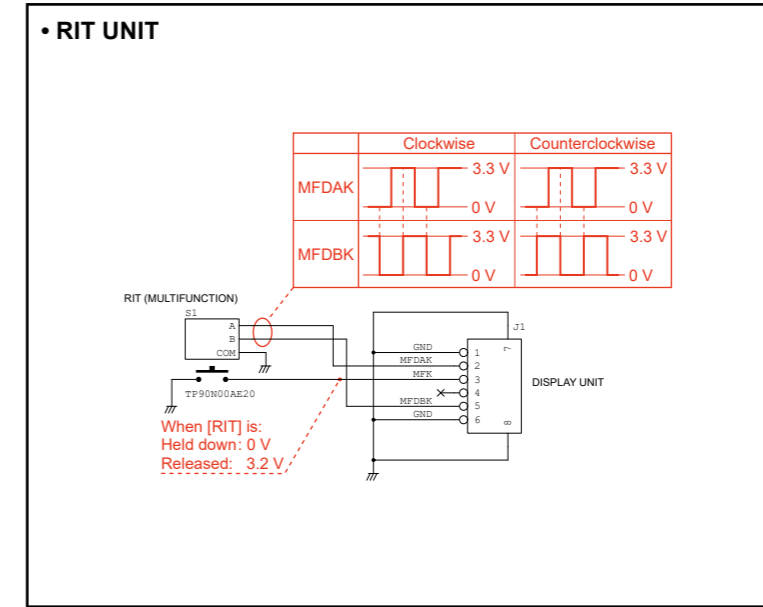 • RIT UNIT
Clockwise Counterclockwise
MFDAK 3.3 V 0 V 3.3 V 0 V
MFDBK 3.3 V 0 V 3.3 V 0 V
RIT (MULTIFUNCTION)
S1
A
B
COM
TP90N00AE20
When [RIT] is:
Held down: 0 V
Released: 3.2 V
J1
7
GND 1
MFDAK 2
MFK 3
4
MFDBK 5
GND 6
8
DISPLAY UNIT